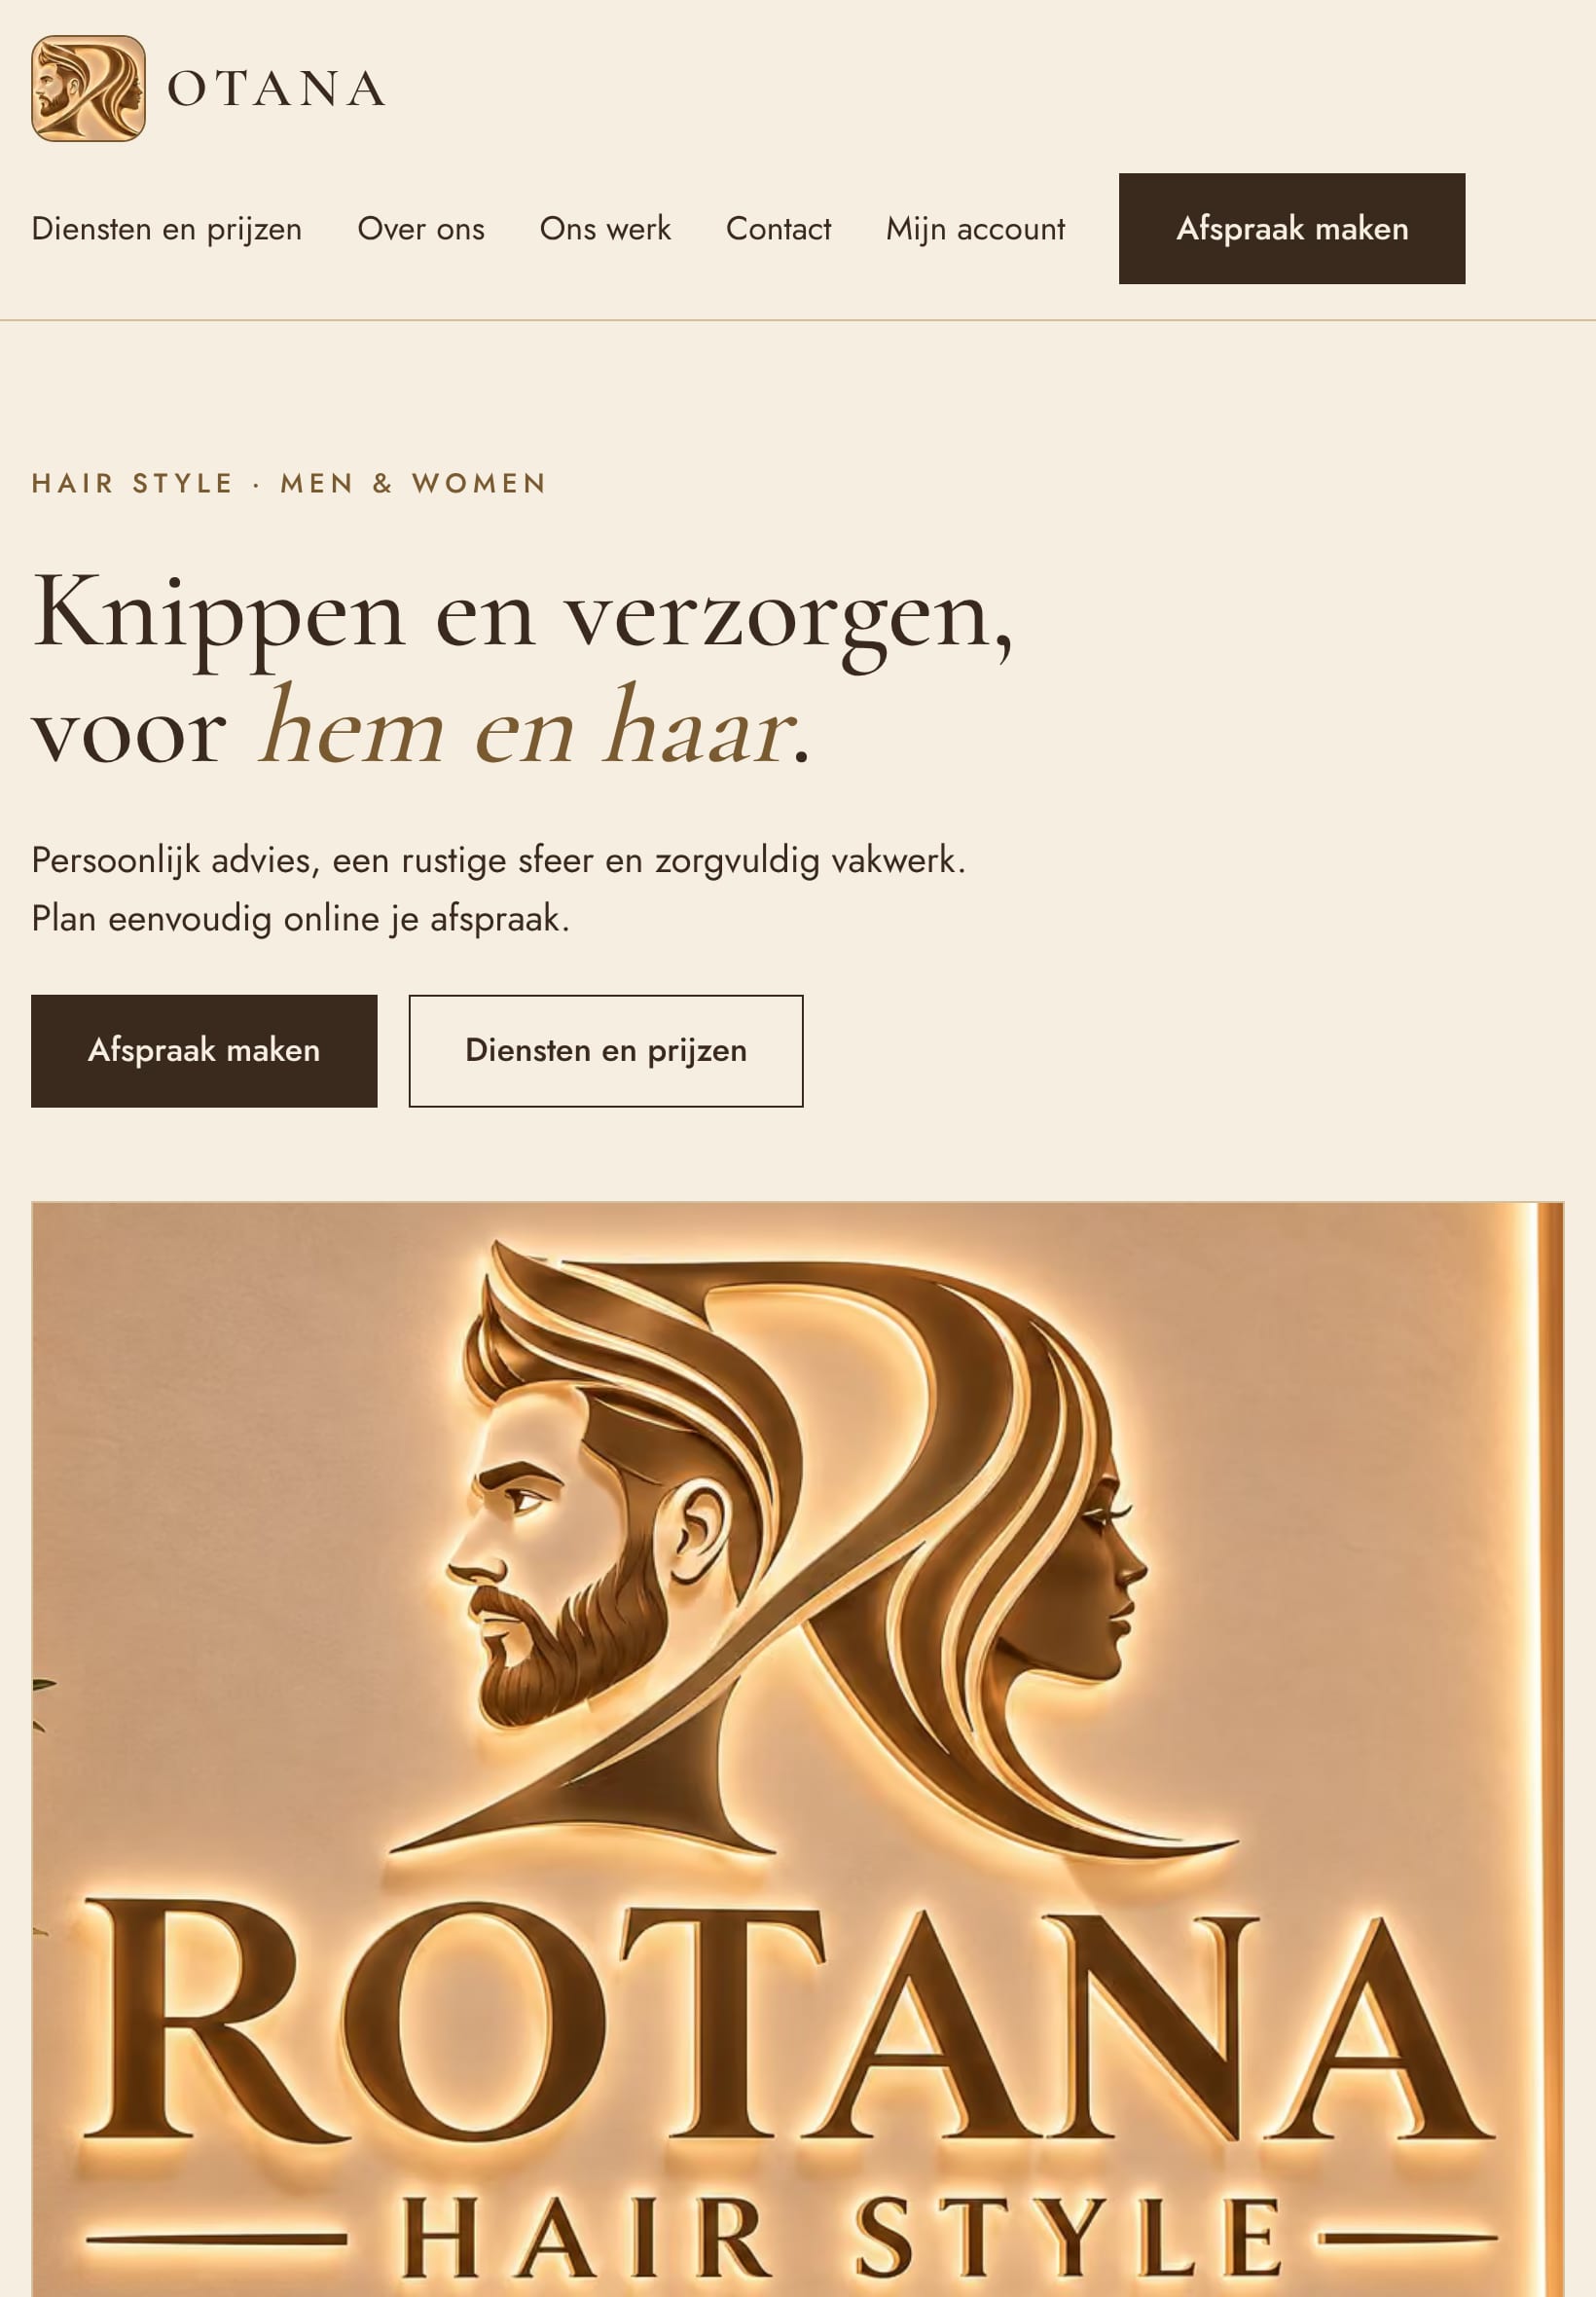 OTANA
Diensten en prijzen Over ons Ons werk Contact Mijn account Afspraak maken
HAIR STYLE · MEN & WOMEN
Knippen en verzorgen,
voor hem en haar.
Persoonlijk advies, een rustige sfeer en zorgvuldig vakwerk.
Plan eenvoudig online je afspraak.
Afspraak maken Diensten en prijzen
ROTANA
HAIR STYLE